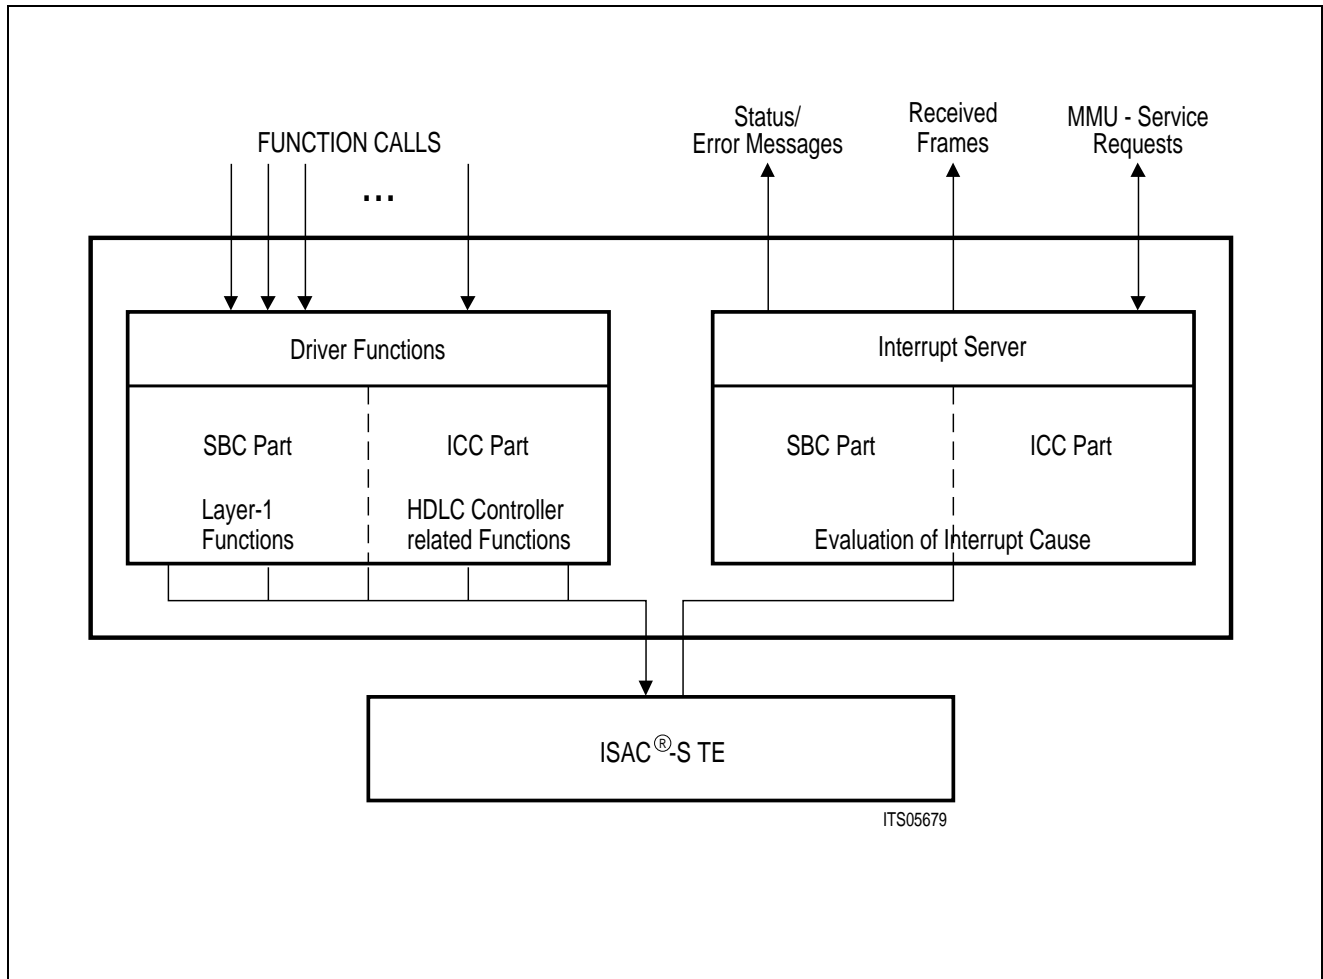 FUNCTION CALLS
...
Status/
Error Messages
Received
Frames
MMU - Service
Requests
Driver Functions
SBC Part
ICC Part
Layer-1
Functions
HDLC Controller
related Functions
Interrupt Server
SBC Part
ICC Part
Evaluation of Interrupt Cause
ISAC®-S TE
ITS05679